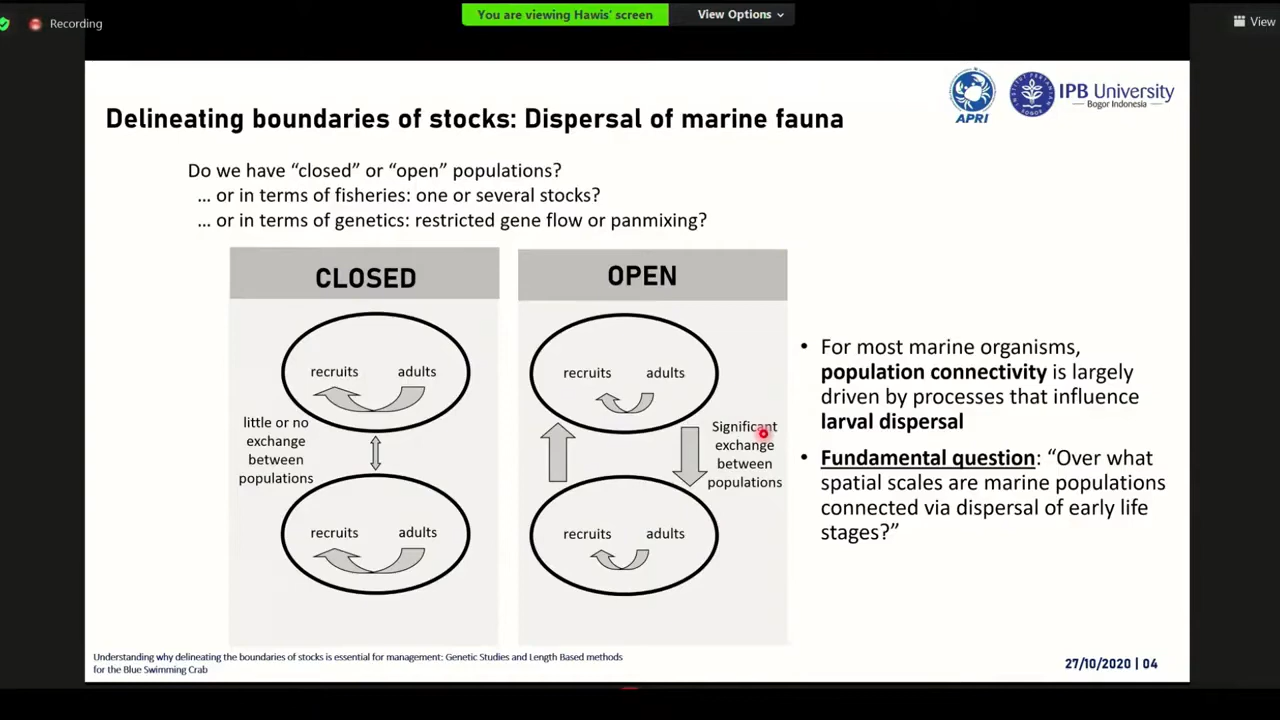 You are viewing Hawis' screen
View Options
Recording
View
APRI
IPB University
Bogor Indonesia
Delineating boundaries of stocks: Dispersal of marine fauna
Do we have “closed” or “open” populations?
... or in terms of fisheries: one or several stocks?
... or in terms of genetics: restricted gene flow or panmixing?
CLOSED
recruits adults
little or no
exchange
between
populations
recruits adults
OPEN
recruits adults
Significant
exchange
between
populations
recruits adults
• For most marine organisms,
population connectivity is largely
driven by processes that influence
larval dispersal
• Fundamental question: “Over what
spatial scales are marine populations
connected via dispersal of early life
stages?”
Understanding why delineating the boundaries of stocks is essential for management: Genetic Studies and Length Based methods
for the Blue Swimming Crab
27/10/2020 | 04